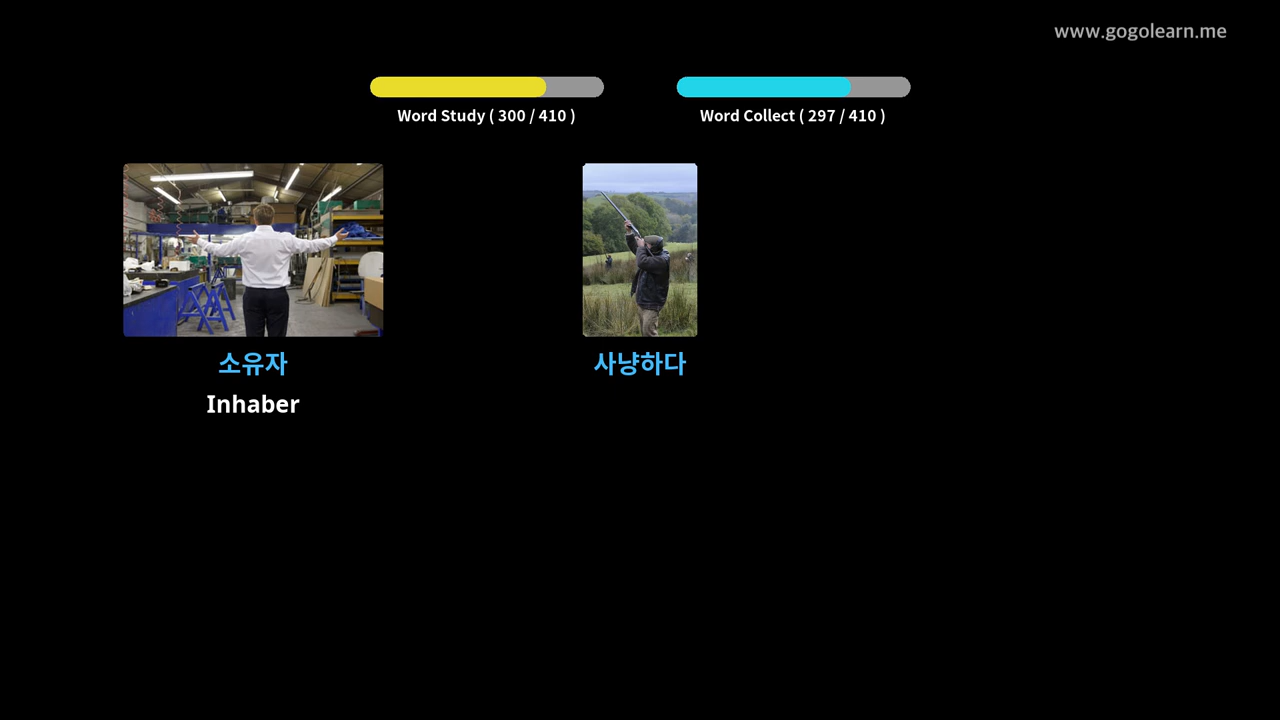 www.gogolearn.me
Word Study ( 300 / 410 )
Word Collect ( 297 / 410 )
소유자
사냥하다
Inhaber